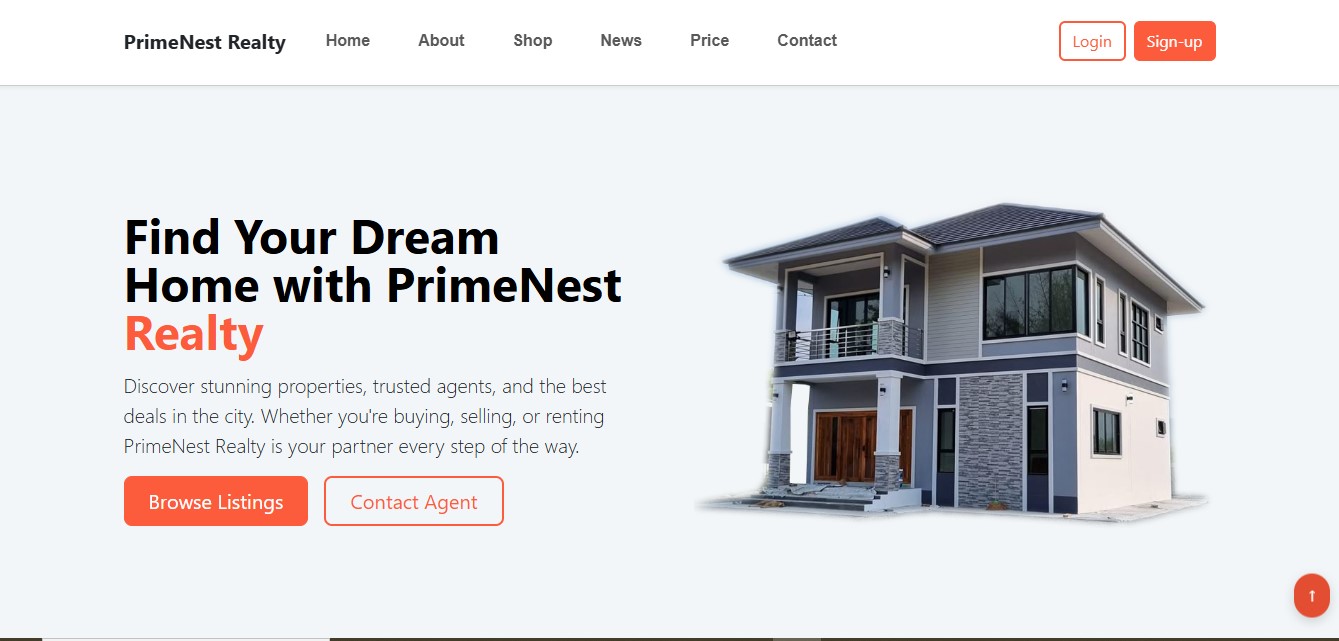 PrimeNest Realty Home About Shop News Price Contact Login Sign-up
Find Your Dream
Home with PrimeNest
Realty
Discover stunning properties, trusted agents, and the best
deals in the city. Whether you're buying, selling, or renting
PrimeNest Realty is your partner every step of the way.
Browse Listings Contact Agent
↑